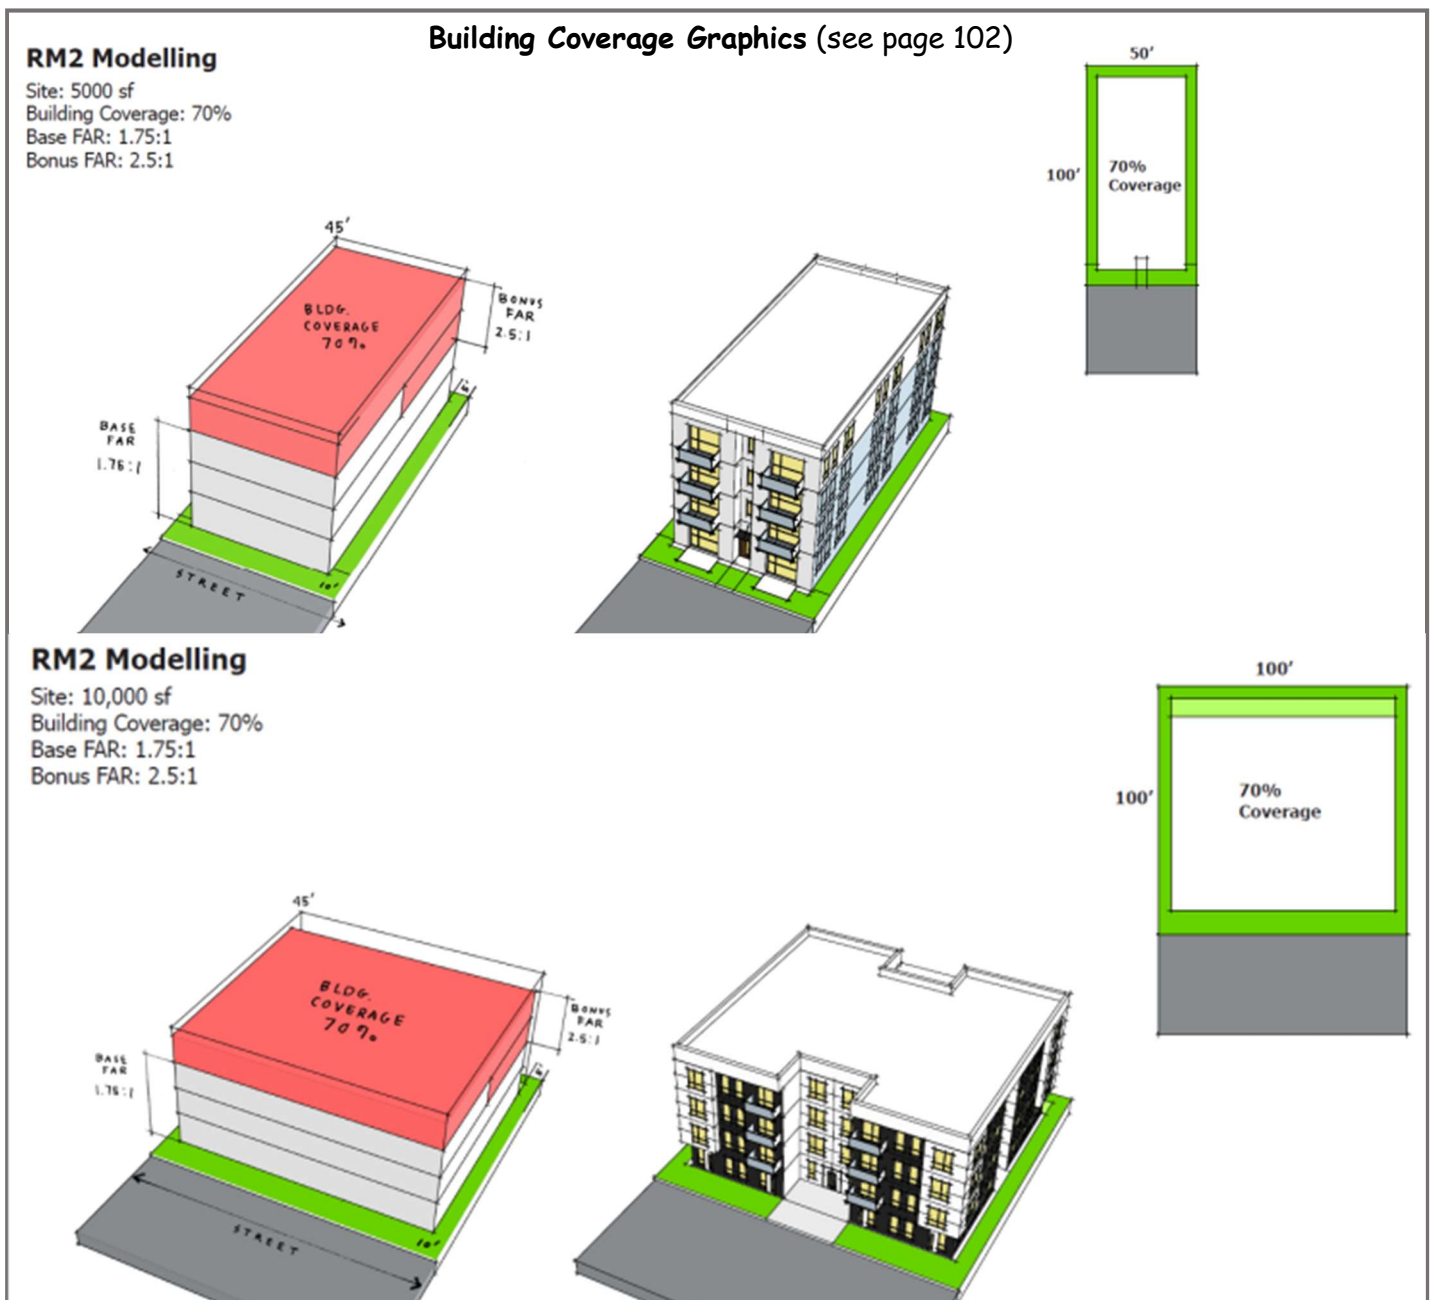 Building Coverage Graphics (see page 102)
RM2 Modelling
Site: 5000 sf
Building Coverage: 70%
Base FAR: 1.75:1
Bonus FAR: 2.5:1
50'
100'
70%
Coverage
45'
BLDG.
COVERAGE
70%
BONUS
FAR
2.5:1
BASE
FAR
1.75:1
10'
STREET
RM2 Modelling
Site: 10,000 sf
Building Coverage: 70%
Base FAR: 1.75:1
Bonus FAR: 2.5:1
100'
100'
70%
Coverage
45'
BLDG.
COVERAGE
70%
BONUS
FAR
2.5:1
BASE
FAR
1.75:1
10'
STREET